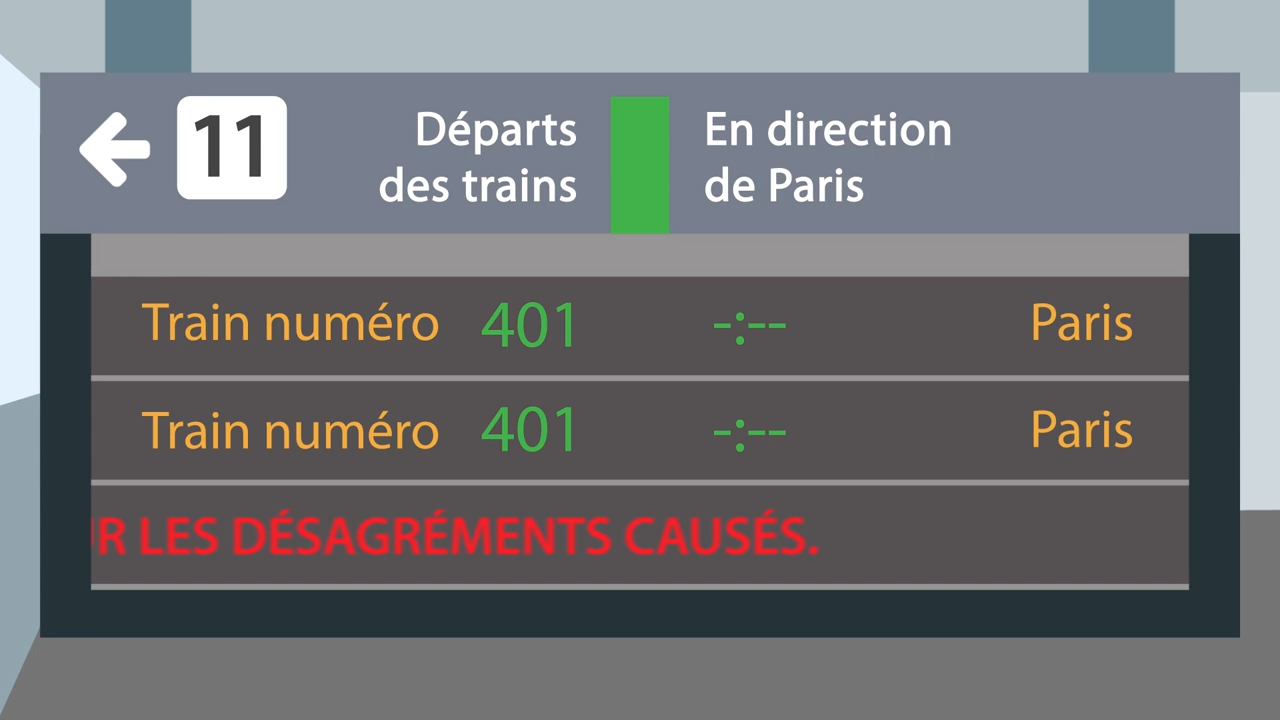 11
Départs
des trains
En direction
de Paris
Train numéro 401 -:-- Paris
Train numéro 401 -:-- Paris
LES DÉSAGRÉMENTS CAUSÉS.